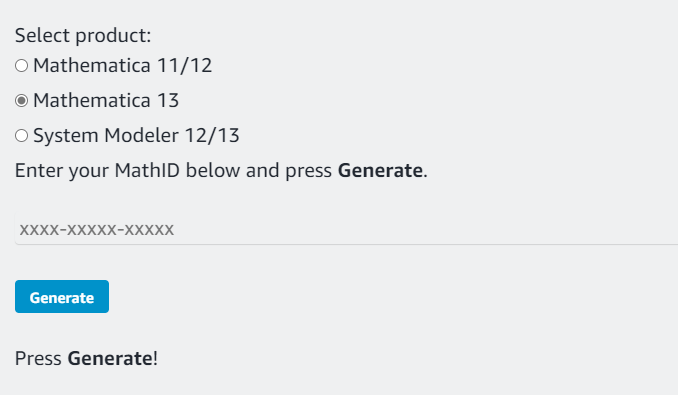 Select product:
Mathematica 11/12
Mathematica 13
System Modeler 12/13
Enter your MathID below and press Generate.
xxxx-xxxxx-xxxxx
Generate
Press Generate!